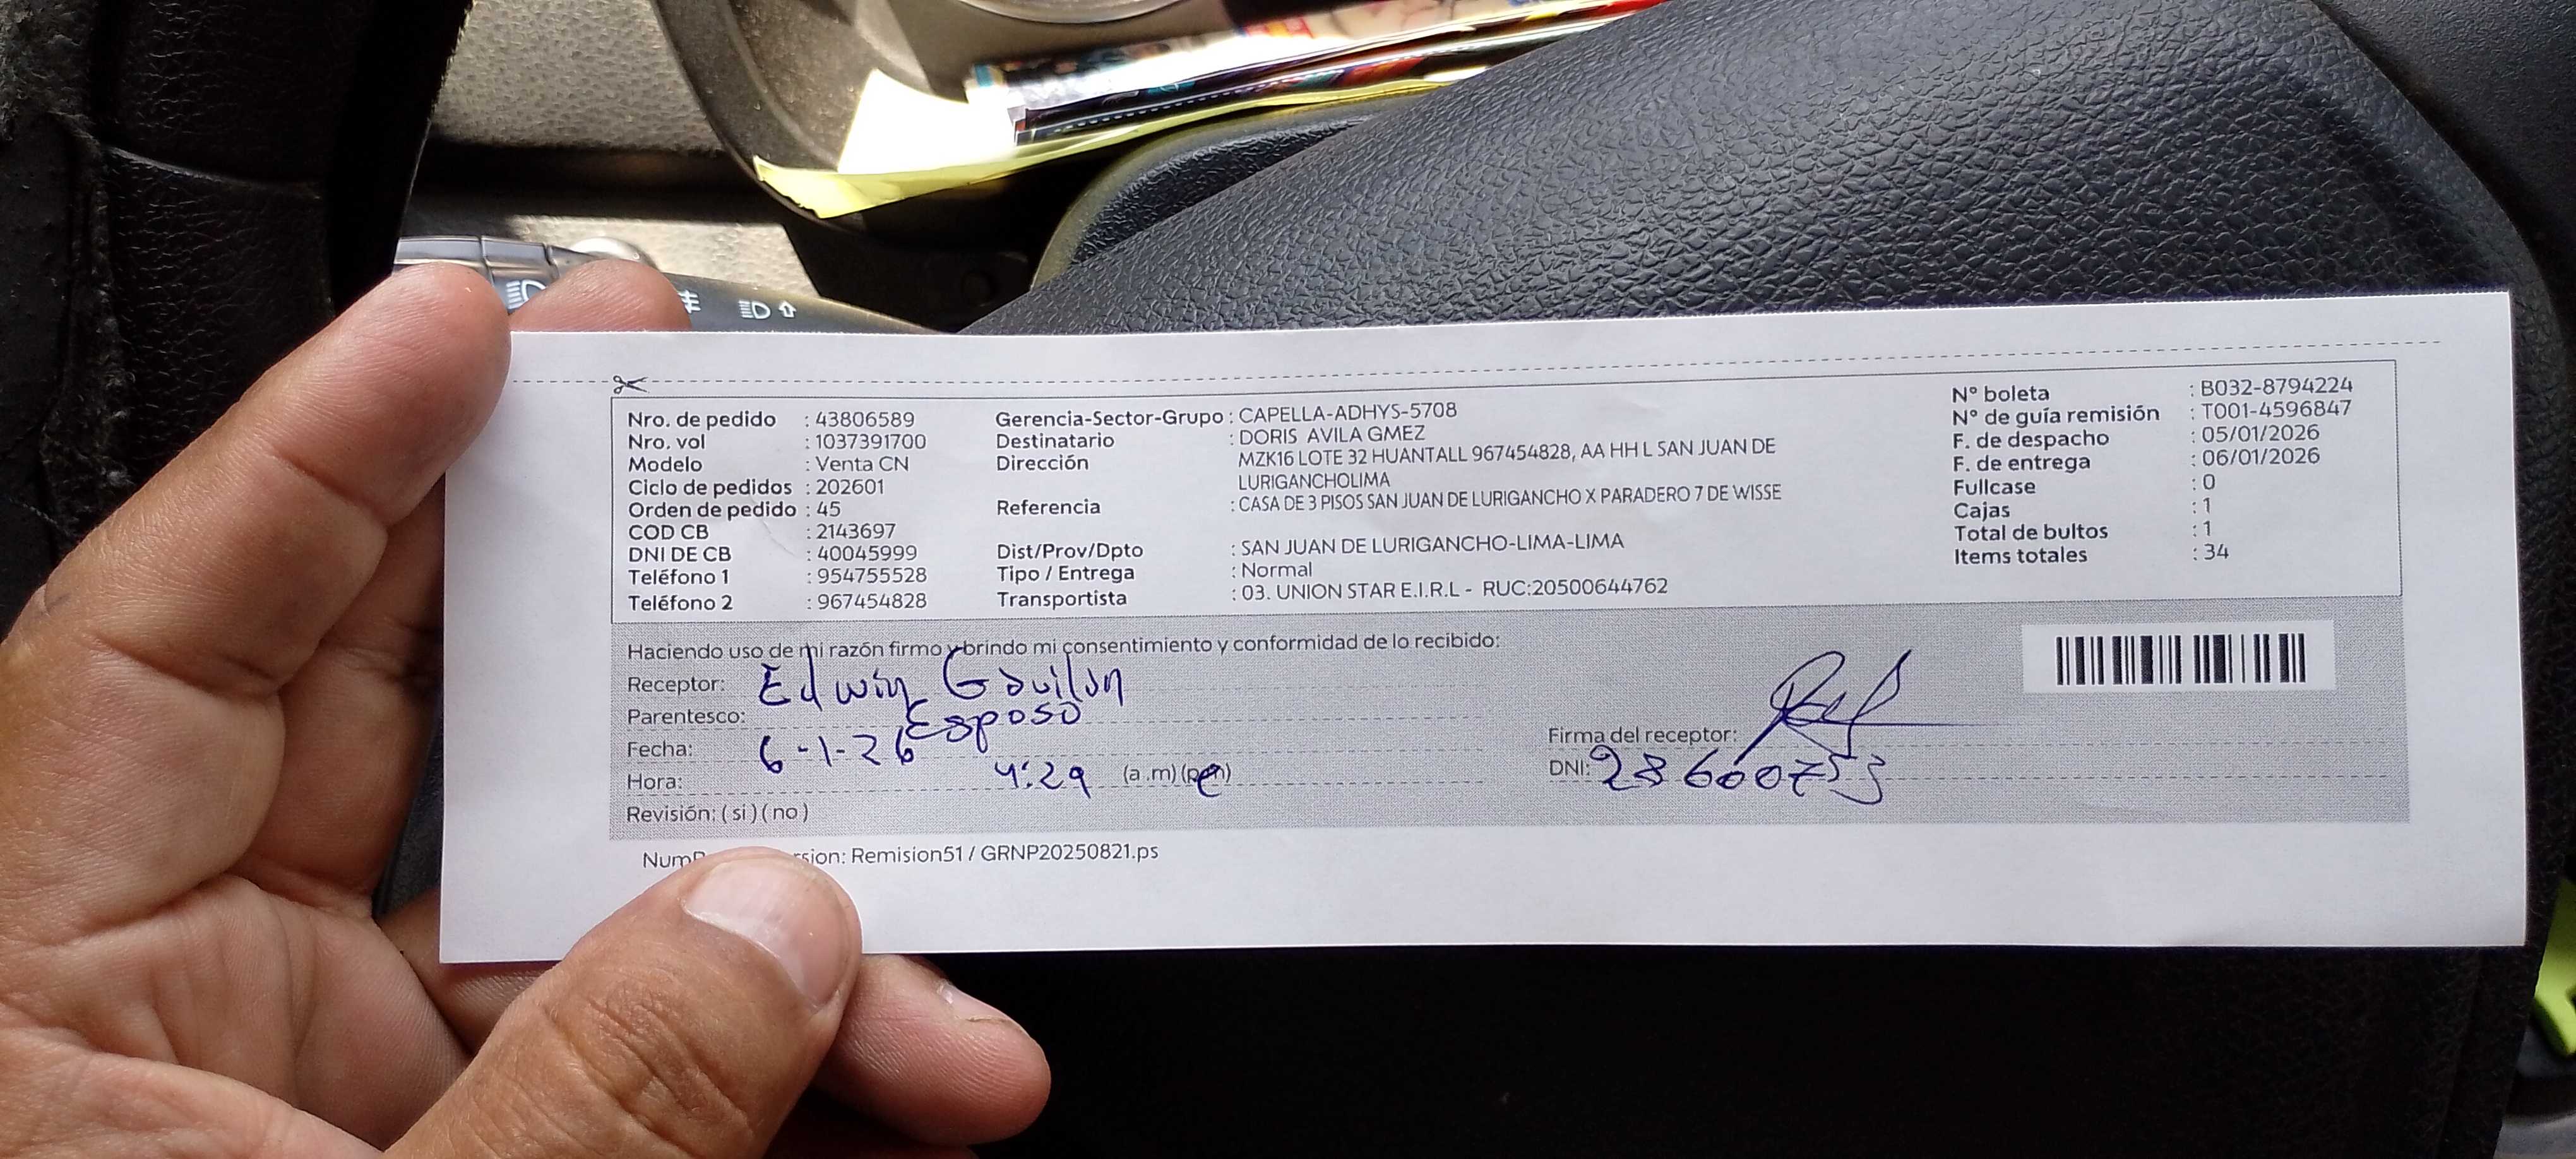 Nro. de pedido : 43806589
Nro. vol : 1037391700
Modelo : Venta CN
Ciclo de pedidos : 202601
Orden de pedido : 45
COD CB : 2143697
DNI DE CB : 40045999
Teléfono 1 : 954755528
Teléfono 2 : 967454828
Gerencia-Sector-Grupo : CAPELLA-ADHYS-5708
Destinatario : DORIS AVILA GMEZ
Dirección MZK16 LOTE 32 HUANTALL 967454828, AA HH L SAN JUAN DE
LURIGANCHOLIMA
Referencia : CASA DE 3 PISOS SAN JUAN DE LURIGANCHO X PARADERO 7 DE WISSE
Dist/Prov/Dpto : SAN JUAN DE LURIGANCHO-LIMA-LIMA
Tipo / Entrega : Normal
Transportista : 03. UNION STAR E.I.R.L - RUC:20500644762
N° boleta : B032-8794224
N° de guía remisión : T001-4596847
F. de despacho : 05/01/2026
F. de entrega : 06/01/2026
Fullcase : 0
Cajas : 1
Total de bultos : 1
Items totales : 34
Haciendo uso de mi razón firmo y brindo mi consentimiento y conformidad de lo recibido:
Receptor: Edwin Gavilan
Parentesco: Esposo
Fecha: 6-1-26
Hora: 4:29 (a.m) (pm)
Revisión: ( si ) ( no )
Firma del receptor:
DNI: 28600753
Remision51 / GRNP20250821.ps